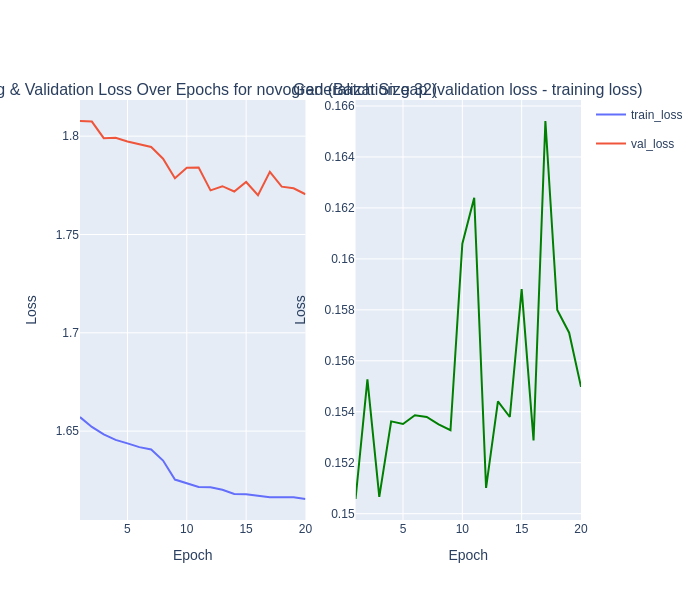 g & Validation Loss Over Epochs for novograd (Batch Size 32)
Generalization gap (validation loss - training loss)
1.8
1.75
1.7
1.65
Loss
5
10
15
20
Epoch
0.166
0.164
0.162
0.16
0.158
0.156
0.154
0.152
0.15
Loss
5
10
15
20
Epoch
train_loss
val_loss